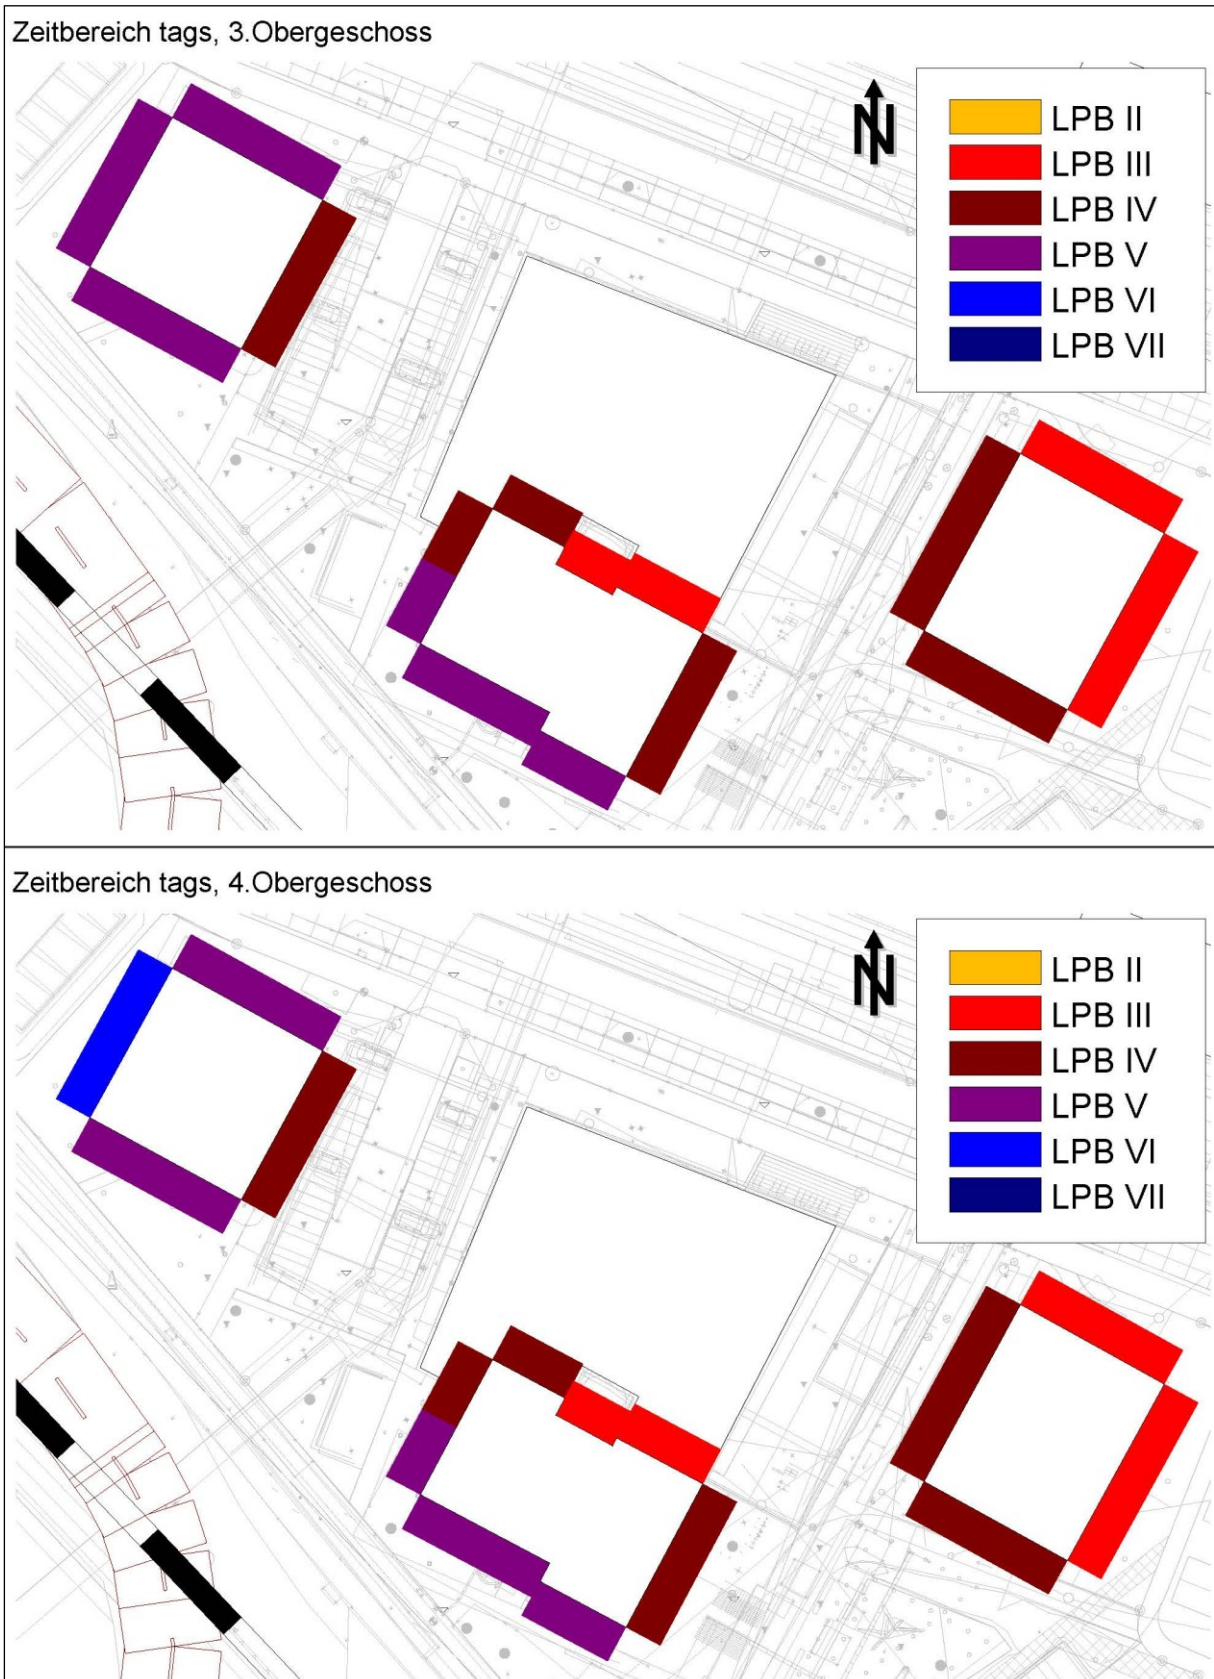 Zeitbereich tags, 3.Obergeschoss
N
LPB II
LPB III
LPB IV
LPB V
LPB VI
LPB VII
Zeitbereich tags, 4.Obergeschoss
N
LPB II
LPB III
LPB IV
LPB V
LPB VI
LPB VII